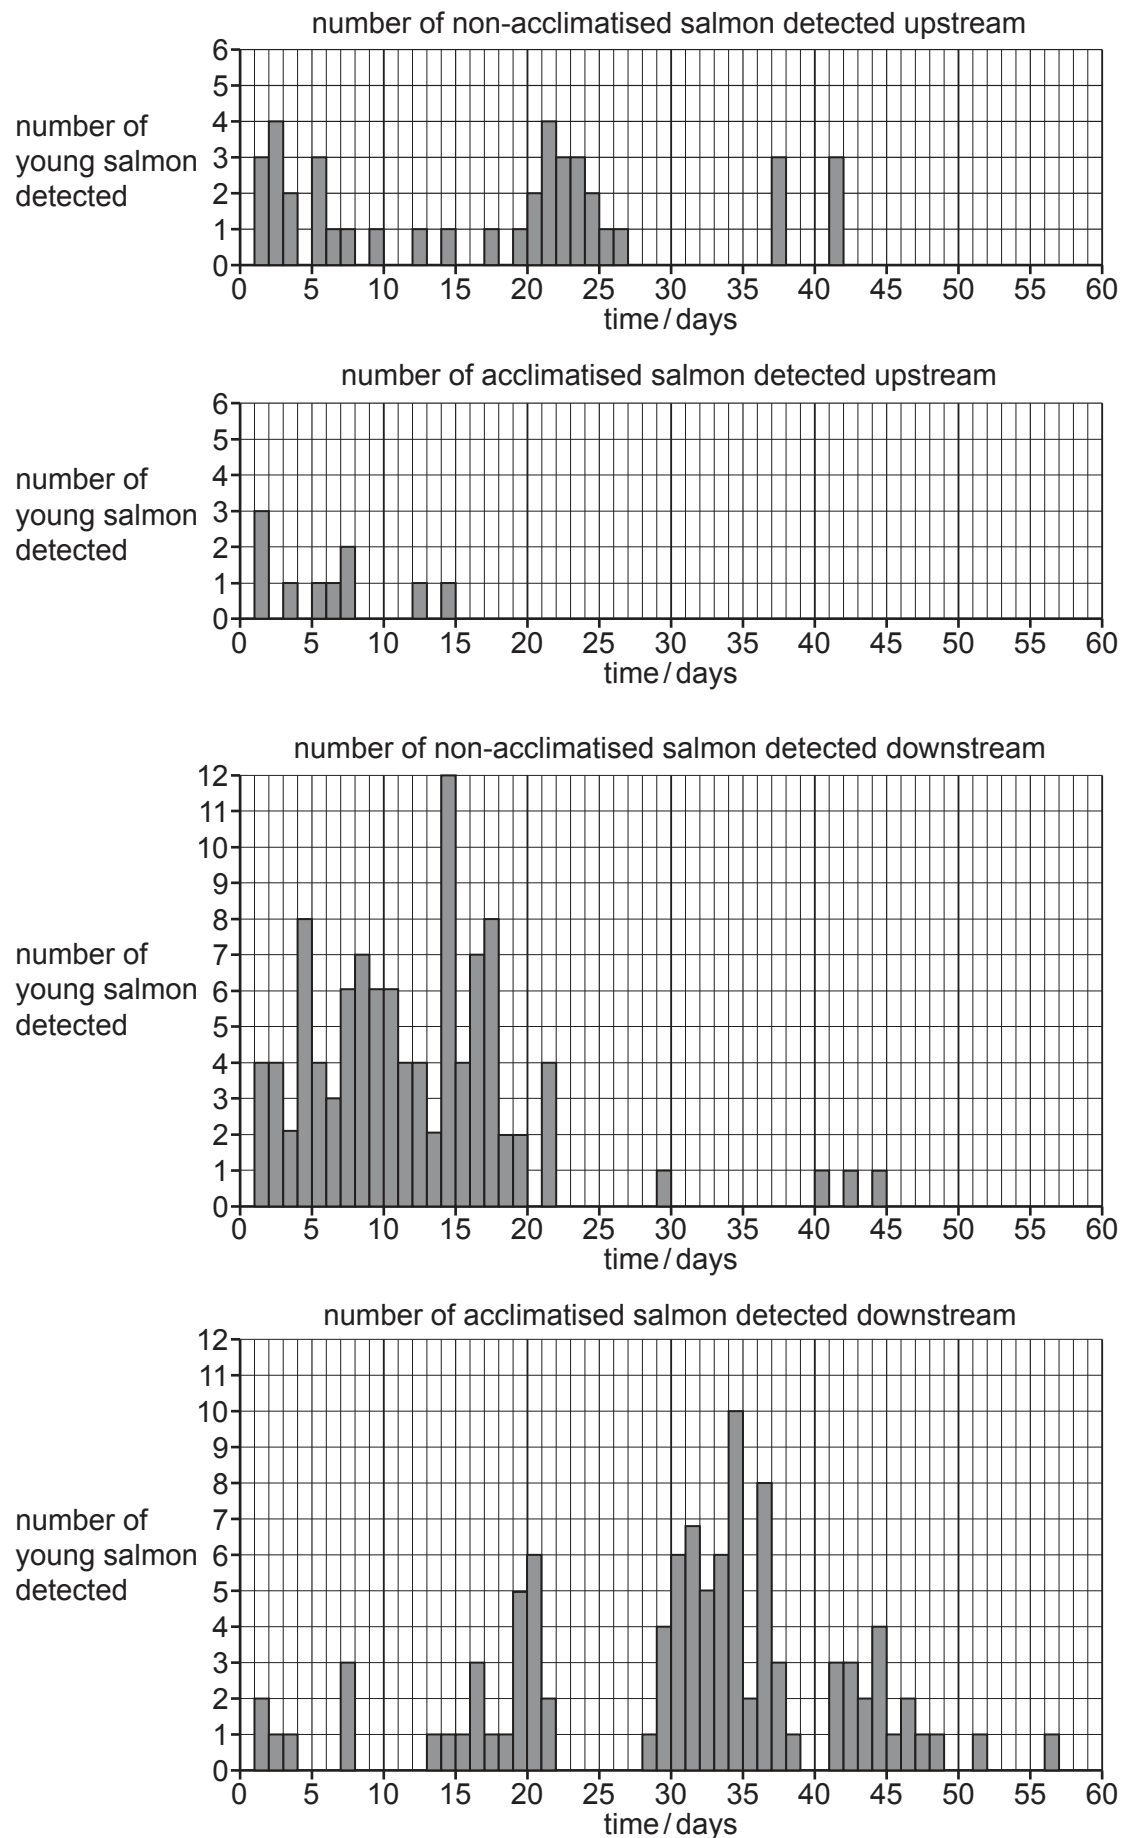 number of non-acclimatised salmon detected upstream
6
5
4
3
2
1
0
number of
young salmon
detected
0 5 10 15 20 25 30 35 40 45 50 55 60
time / days
number of acclimatised salmon detected upstream
6
5
4
3
2
1
0
number of
young salmon
detected
0 5 10 15 20 25 30 35 40 45 50 55 60
time / days
number of non-acclimatised salmon detected downstream
12
11
10
9
8
7
6
5
4
3
2
1
0
number of
young salmon
detected
0 5 10 15 20 25 30 35 40 45 50 55 60
time / days
number of acclimatised salmon detected downstream
12
11
10
9
8
7
6
5
4
3
2
1
0
number of
young salmon
detected
0 5 10 15 20 25 30 35 40 45 50 55 60
time / days